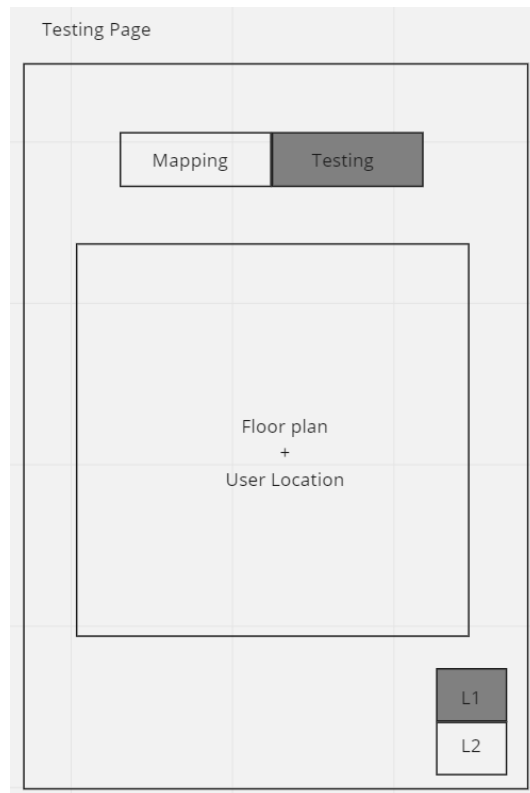 Testing Page
Mapping
Testing
Floor plan
+
User Location
L1
L2